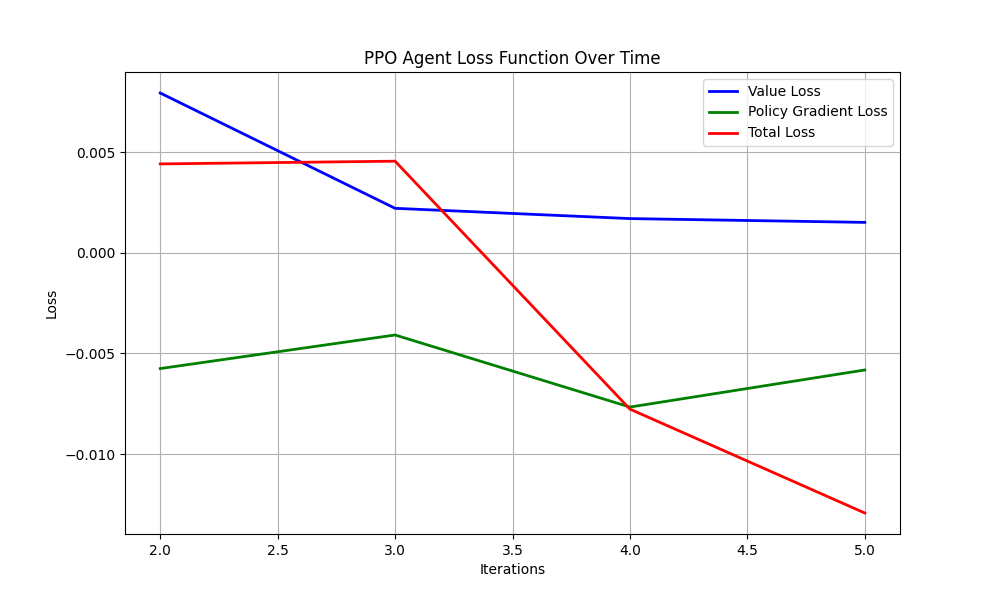 PPO Agent Loss Function Over Time
Value Loss
Policy Gradient Loss
Total Loss
Loss
0.005
0.000
−0.005
−0.010
2.0 2.5 3.0 3.5 4.0 4.5 5.0
Iterations